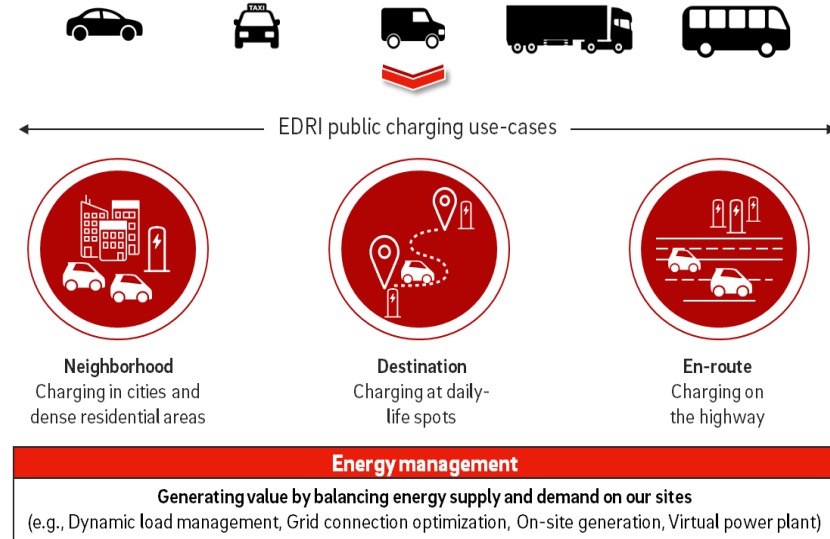 TAXI
EDRI public charging use-cases
Neighborhood
Charging in cities and
dense residential areas
Destination
Charging at daily-
life spots
En-route
Charging on
the highway
Energy management
Generating value by balancing energy supply and demand on our sites
(e.g., Dynamic load management, Grid connection optimization, On-site generation, Virtual power plant)